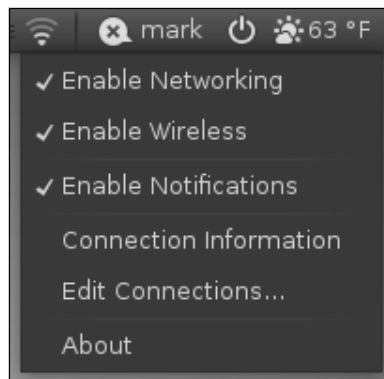 mark 63 °F
Enable Networking
Enable Wireless
Enable Notifications
Connection Information
Edit Connections...
About